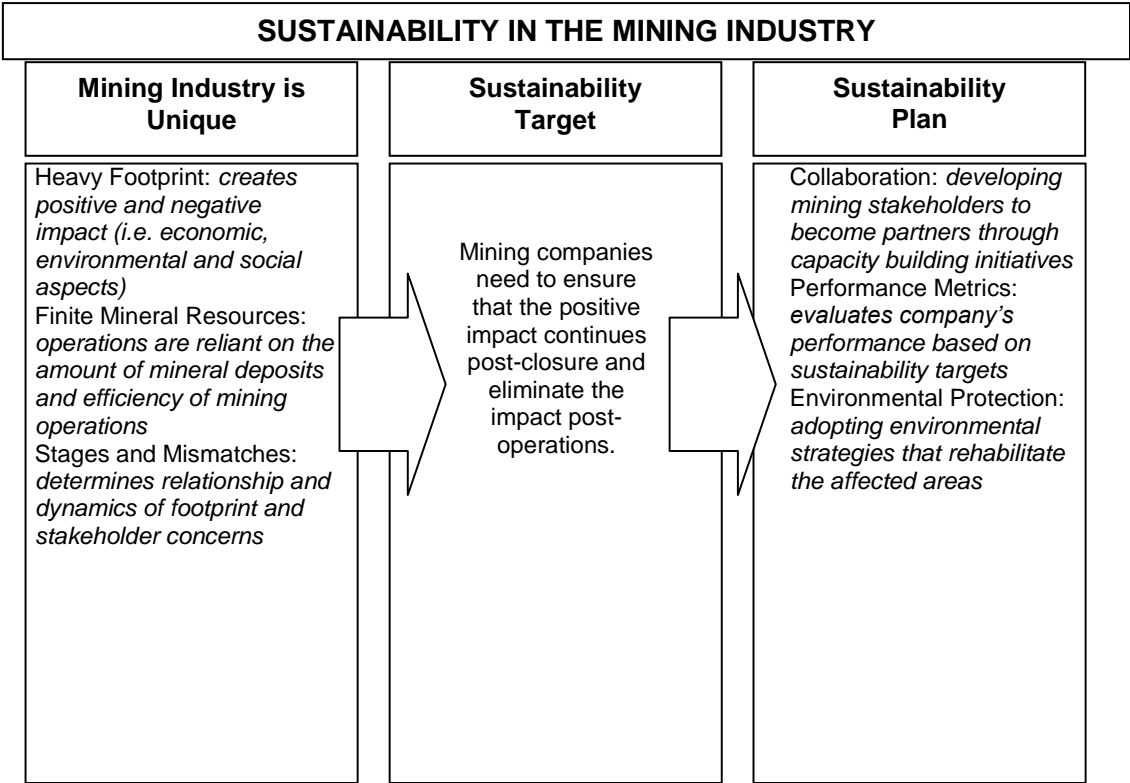 SUSTAINABILITY IN THE MINING INDUSTRY
Mining Industry is
Unique
Heavy Footprint: creates
positive and negative
impact (i.e. economic,
environmental and social
aspects)
Finite Mineral Resources:
operations are reliant on the
amount of mineral deposits
and efficiency of mining
operations
Stages and Mismatches:
determines relationship and
dynamics of footprint and
stakeholder concerns
Sustainability
Target
Mining companies
need to ensure
that the positive
impact continues
post-closure and
eliminate the
impact post-
operations.
Sustainability
Plan
Collaboration: developing
mining stakeholders to
become partners through
capacity building initiatives
Performance Metrics:
evaluates company’s
performance based on
sustainability targets
Environmental Protection:
adopting environmental
strategies that rehabilitate
the affected areas